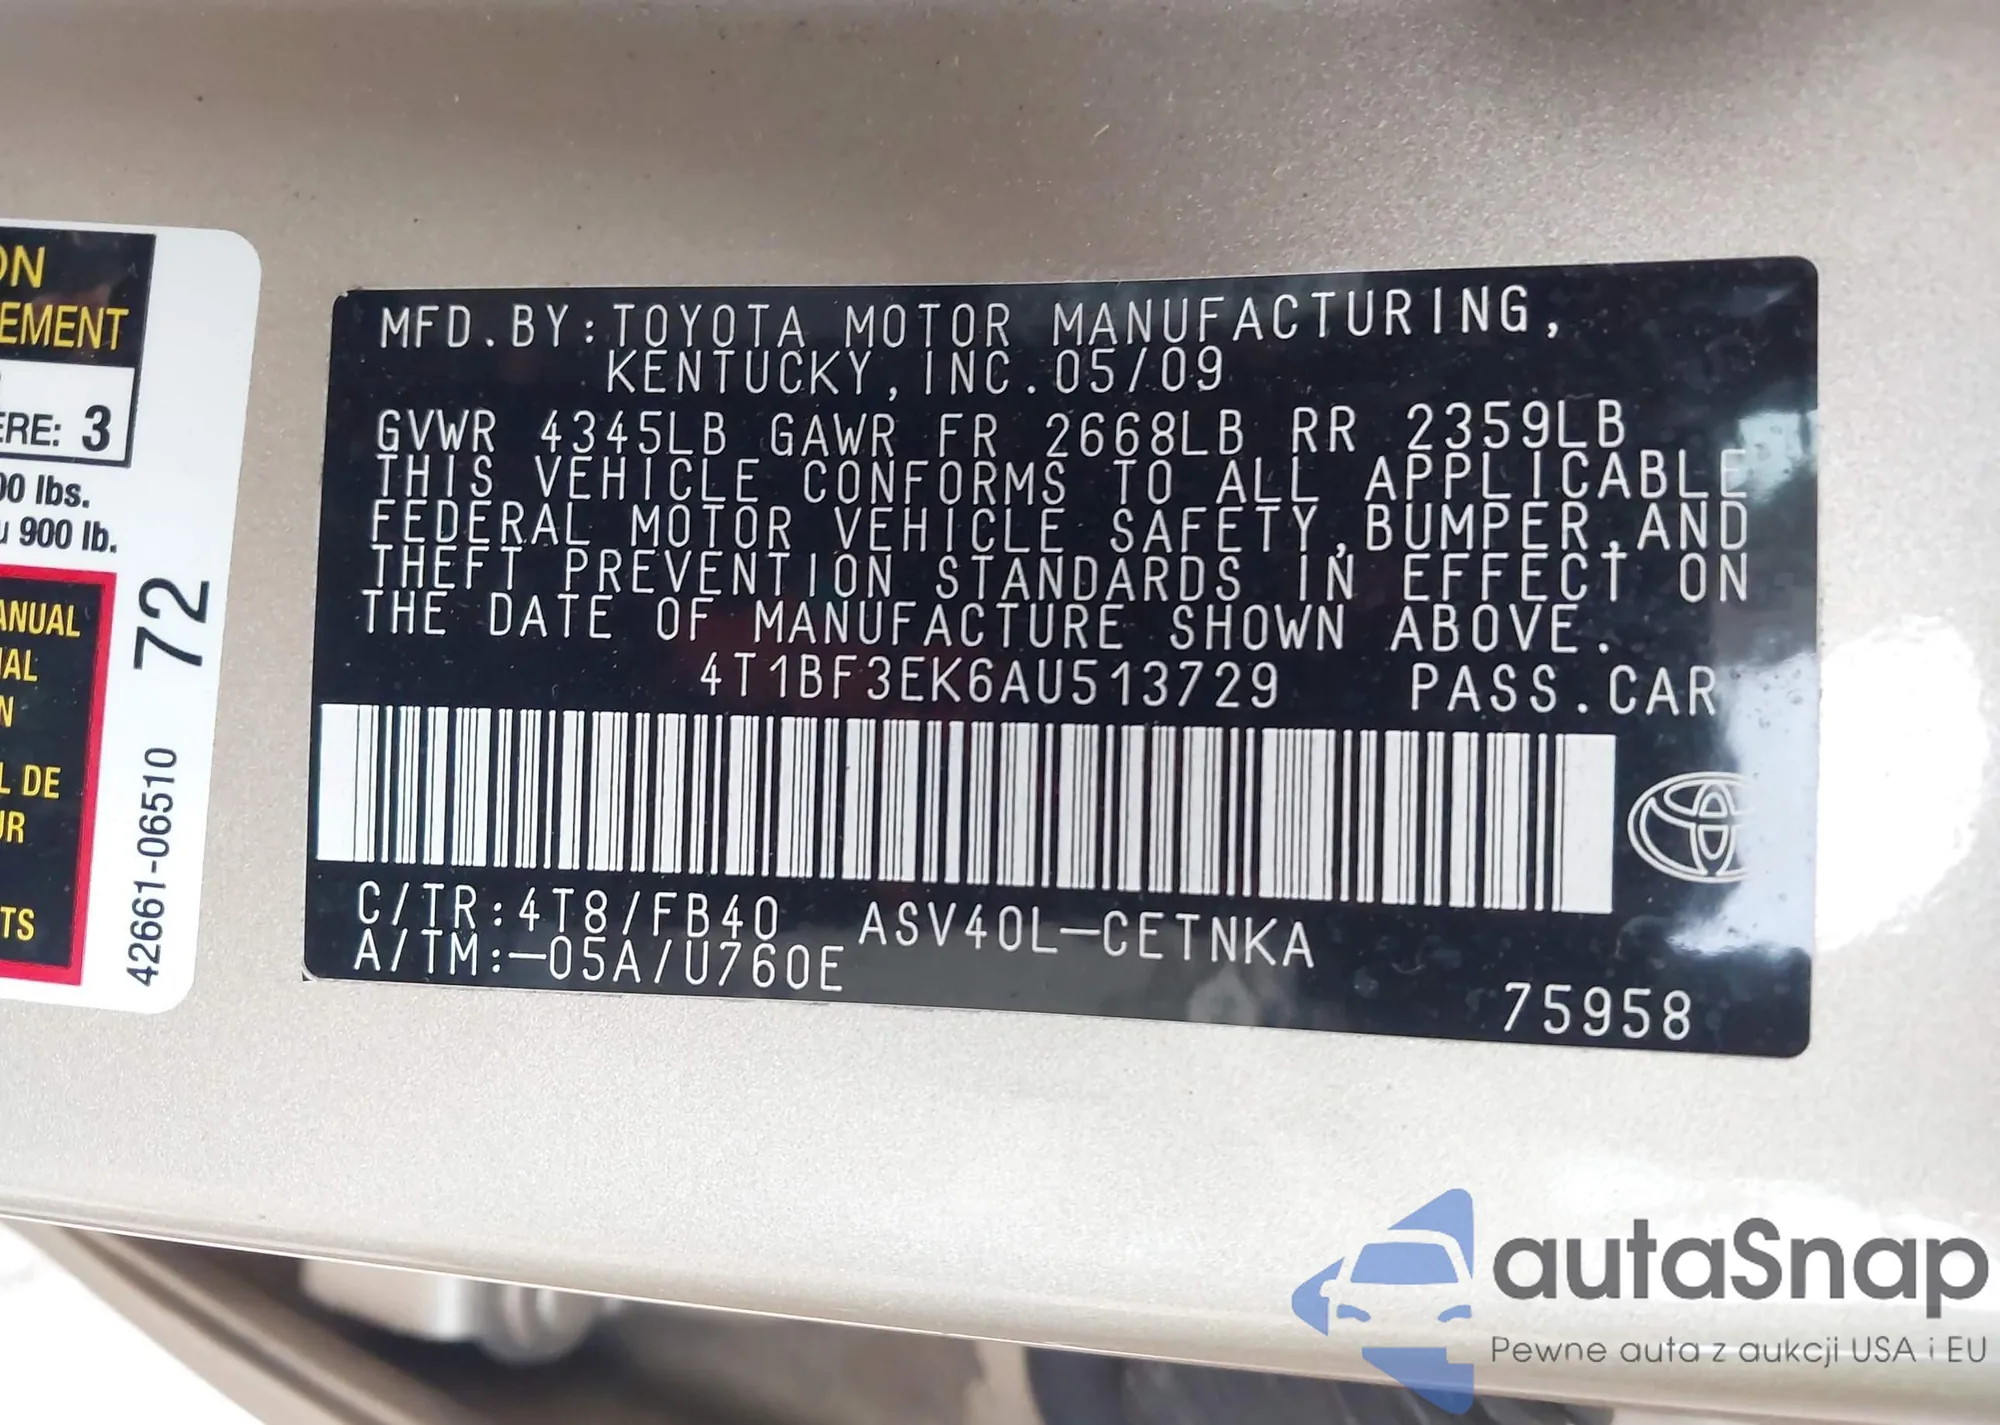 ON
EMENT
ERE: 3
00 lbs.
u 900 lb.
ANUAL
IAL
N
L DE
UR
TS
72
42661-06510
MFD.BY:TOYOTA MOTOR MANUFACTURING,
KENTUCKY,INC.05/09
GVWR 4345LB GAWR FR 2668LB RR 2359LB
THIS VEHICLE CONFORMS TO ALL APPLICABLE
FEDERAL MOTOR VEHICLE SAFETY,BUMPER,AND
THEFT PREVENTION STANDARDS IN EFFECT ON
THE DATE OF MANUFACTURE SHOWN ABOVE.
4T1BF3EK6AU513729 PASS.CAR
C/TR:4T8/FB40 ASV40L-CETNKA
A/TM:-05A/U760E
75958
autaSnap
Pewne auta z aukcji USA i EU